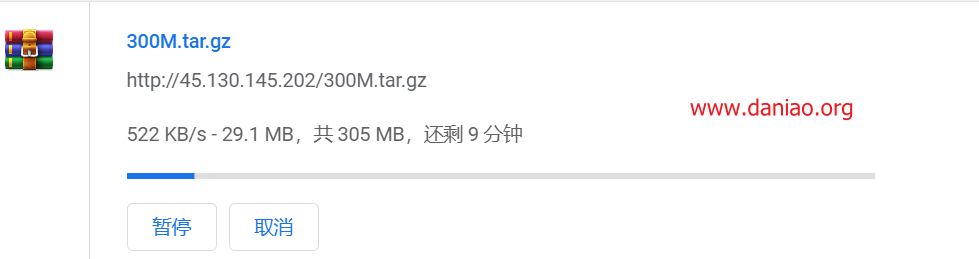 300M.tar.gz
http://45.130.145.202/300M.tar.gz
www.daniao.org
522 KB/s - 29.1 MB，共 305 MB，还剩 9 分钟
暂停
取消